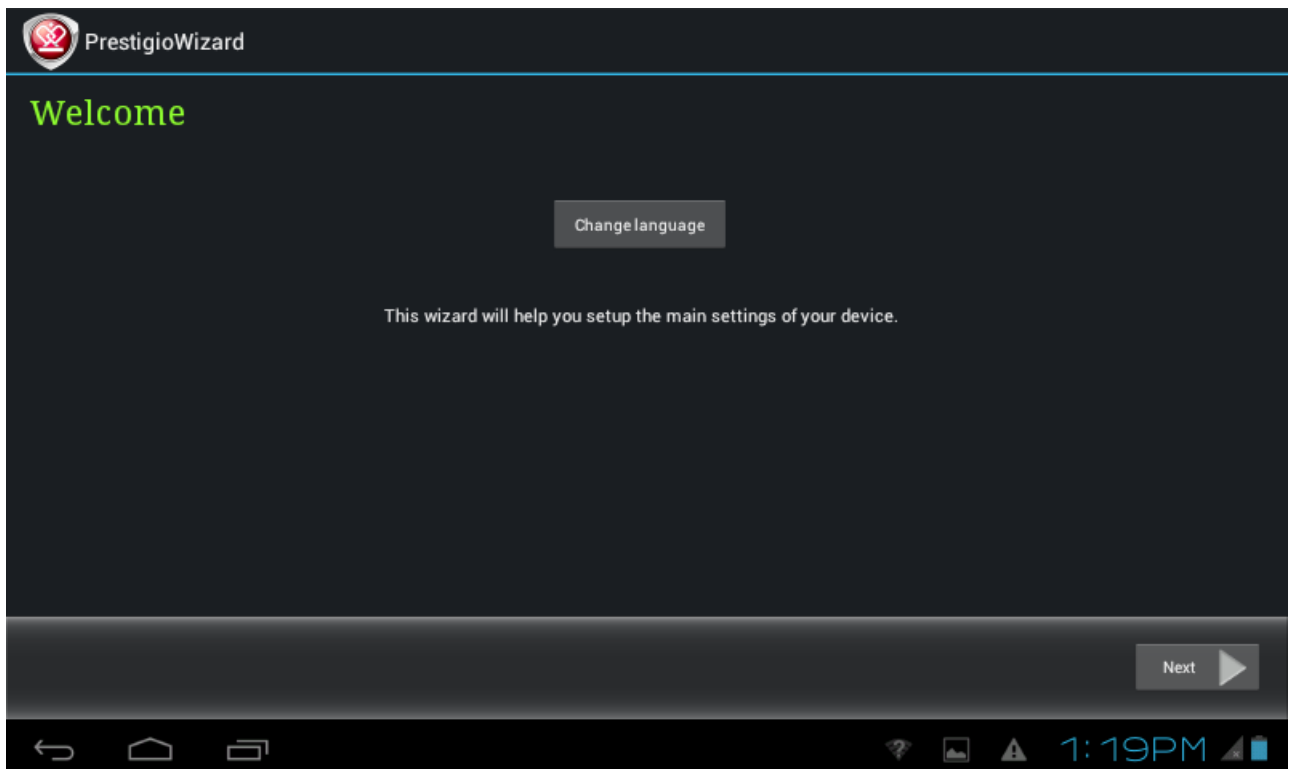 PrestigioWizard
Welcome
Change language
This wizard will help you setup the main settings of your device.
Next
1:19PM